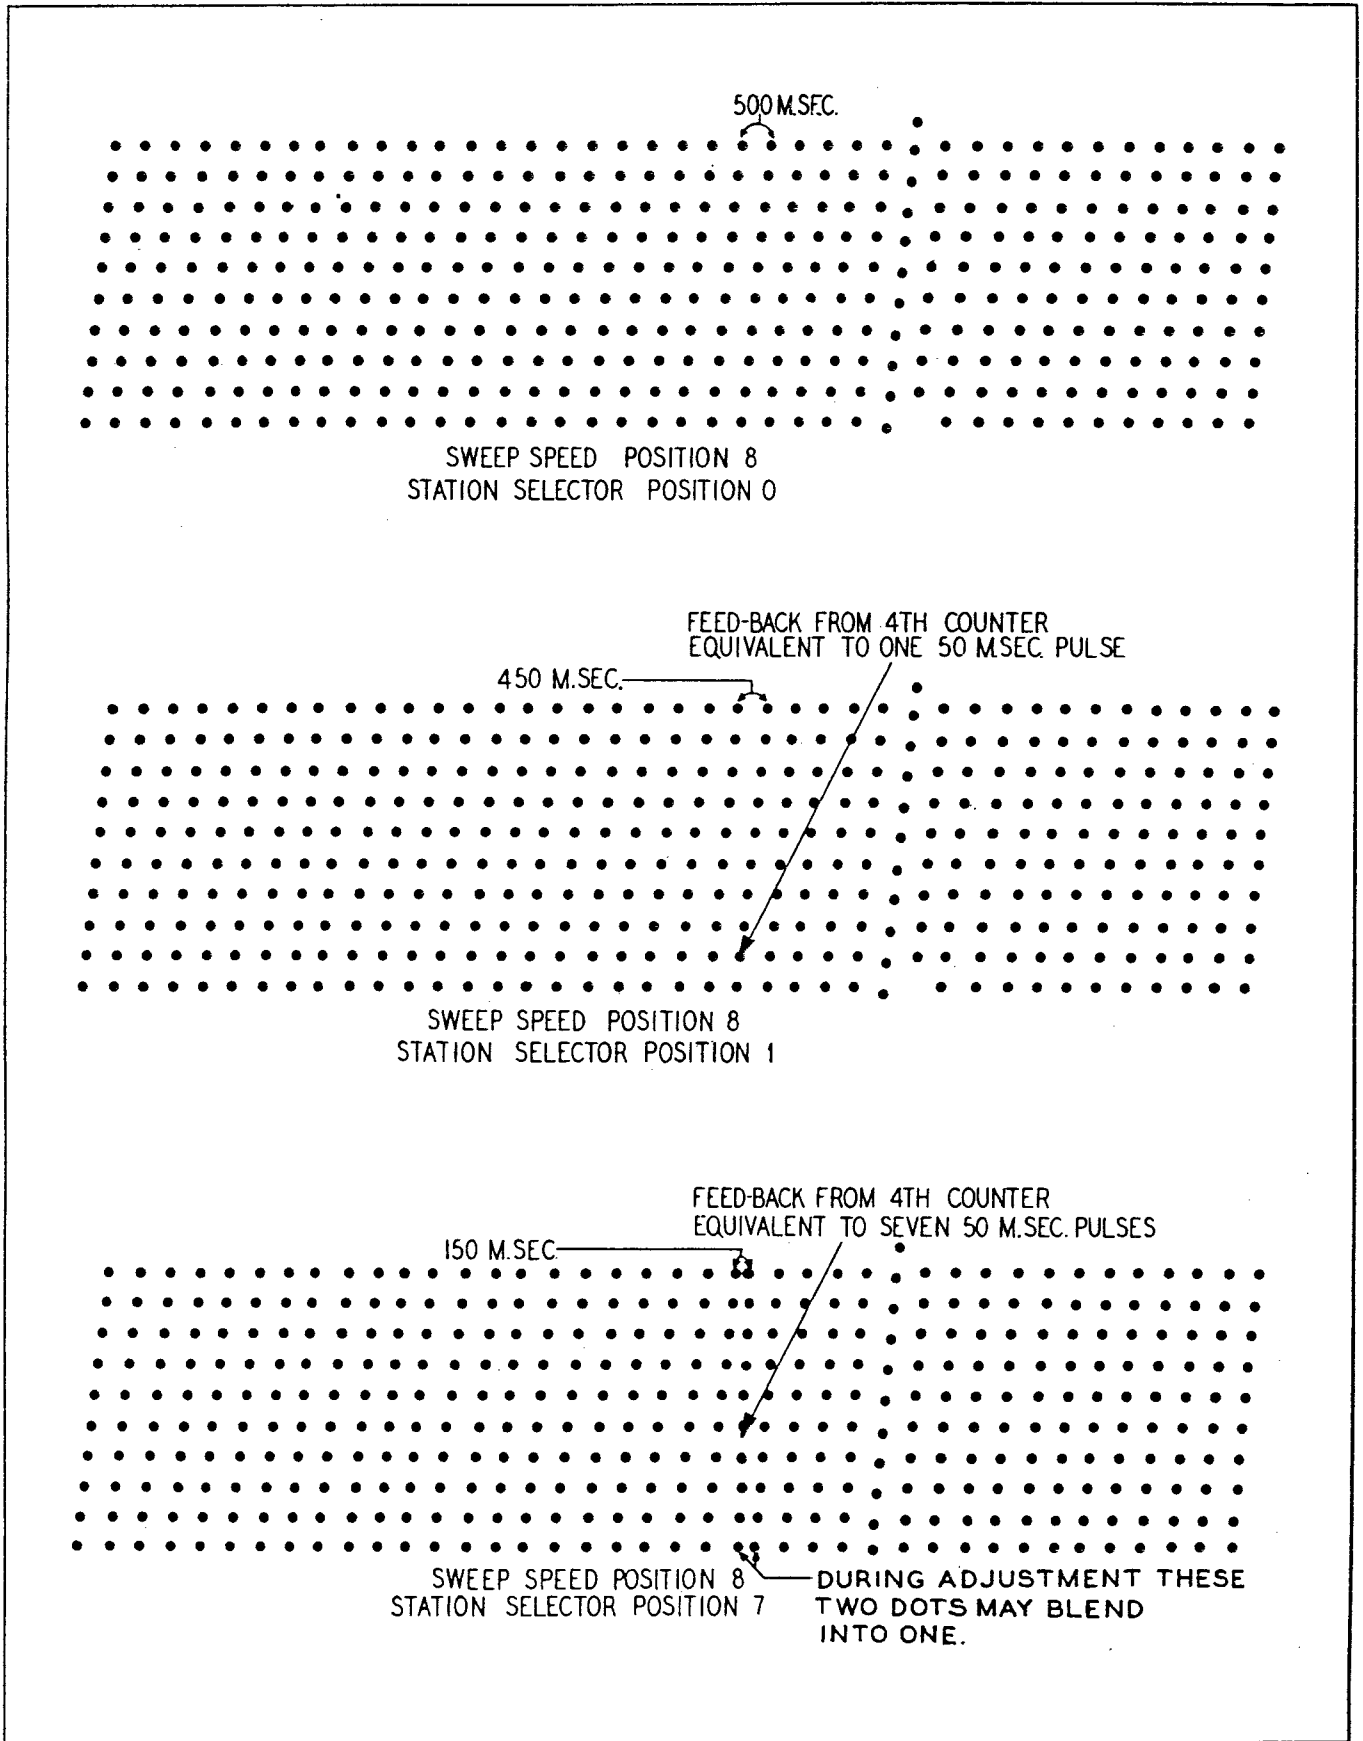 500 M.SEC.
SWEEP SPEED POSITION 8
STATION SELECTOR POSITION 0
FEED-BACK FROM 4TH COUNTER
EQUIVALENT TO ONE 50 M.SEC. PULSE
450 M.SEC.
SWEEP SPEED POSITION 8
STATION SELECTOR POSITION 1
FEED-BACK FROM 4TH COUNTER
EQUIVALENT TO SEVEN 50 M.SEC. PULSES
150 M.SEC
SWEEP SPEED POSITION 8
STATION SELECTOR POSITION 7
DURING ADJUSTMENT THESE
TWO DOTS MAY BLEND
INTO ONE.